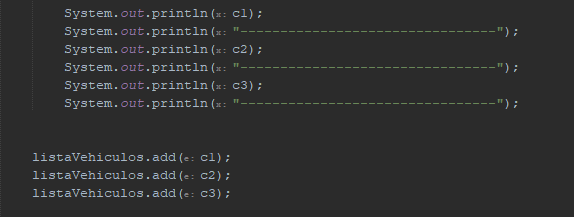 System.out.println(x: c1);
System.out.println(x: "--------------------------------");
System.out.println(x: c2);
System.out.println(x: "--------------------------------");
System.out.println(x: c3);
System.out.println(x: "--------------------------------");
listaVehiculos.add(e: c1);
listaVehiculos.add(e: c2);
listaVehiculos.add(e: c3);